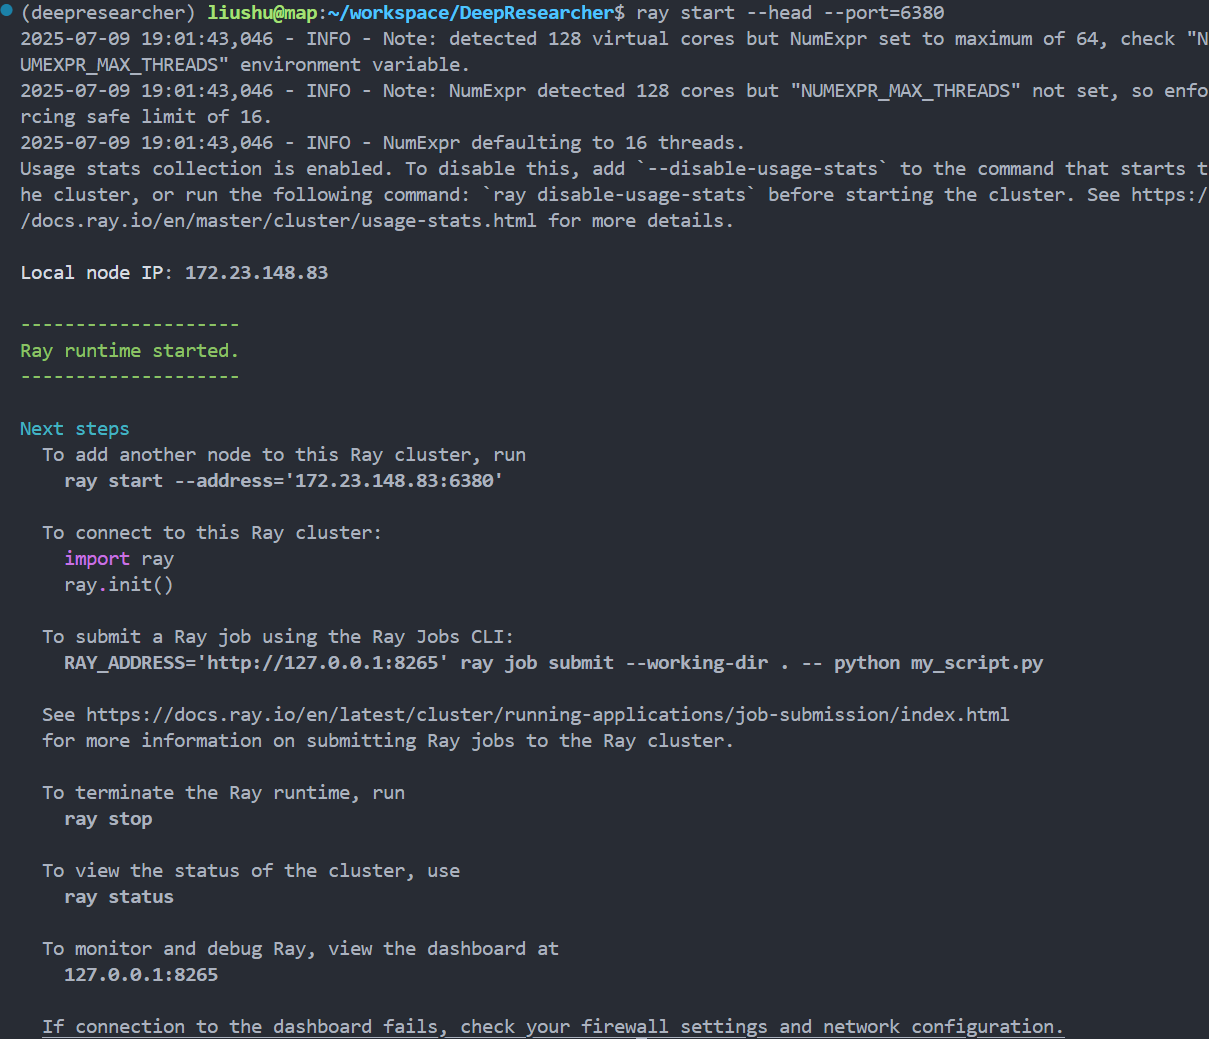 (deepresearcher) liushu@map:~/workspace/DeepResearcher$ ray start --head --port=6380
2025-07-09 19:01:43,046 - INFO - Note: detected 128 virtual cores but NumExpr set to maximum of 64, check "N
UMEXPR_MAX_THREADS" environment variable.
2025-07-09 19:01:43,046 - INFO - Note: NumExpr detected 128 cores but "NUMEXPR_MAX_THREADS" not set, so enfo
rcing safe limit of 16.
2025-07-09 19:01:43,046 - INFO - NumExpr defaulting to 16 threads.
Usage stats collection is enabled. To disable this, add `--disable-usage-stats` to the command that starts t
he cluster, or run the following command: `ray disable-usage-stats` before starting the cluster. See https:/
/docs.ray.io/en/master/cluster/usage-stats.html for more details.

Local node IP: 172.23.148.83

--------------------
Ray runtime started.
--------------------

Next steps
  To add another node to this Ray cluster, run
    ray start --address='172.23.148.83:6380'

  To connect to this Ray cluster:
    import ray
    ray.init()

  To submit a Ray job using the Ray Jobs CLI:
    RAY_ADDRESS='http://127.0.0.1:8265' ray job submit --working-dir . -- python my_script.py

  See https://docs.ray.io/en/latest/cluster/running-applications/job-submission/index.html
  for more information on submitting Ray jobs to the Ray cluster.

  To terminate the Ray runtime, run
    ray stop

  To view the status of the cluster, use
    ray status

  To monitor and debug Ray, view the dashboard at
    127.0.0.1:8265

  If connection to the dashboard fails, check your firewall settings and network configuration.